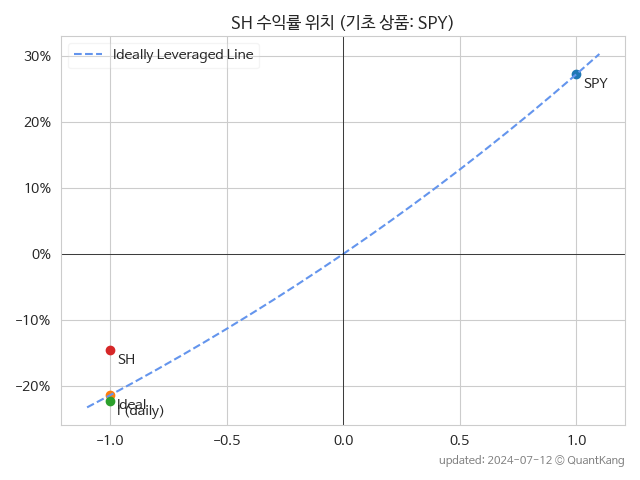 SH 수익률 위치 (기초 상품: SPY)
30%
Ideally Leveraged Line
SPY
20%
10%
0%
−10%
SH
−20%
Ideal
(daily)
−1.0
−0.5
0.0
0.5
1.0
updated: 2024-07-12 © QuantKang